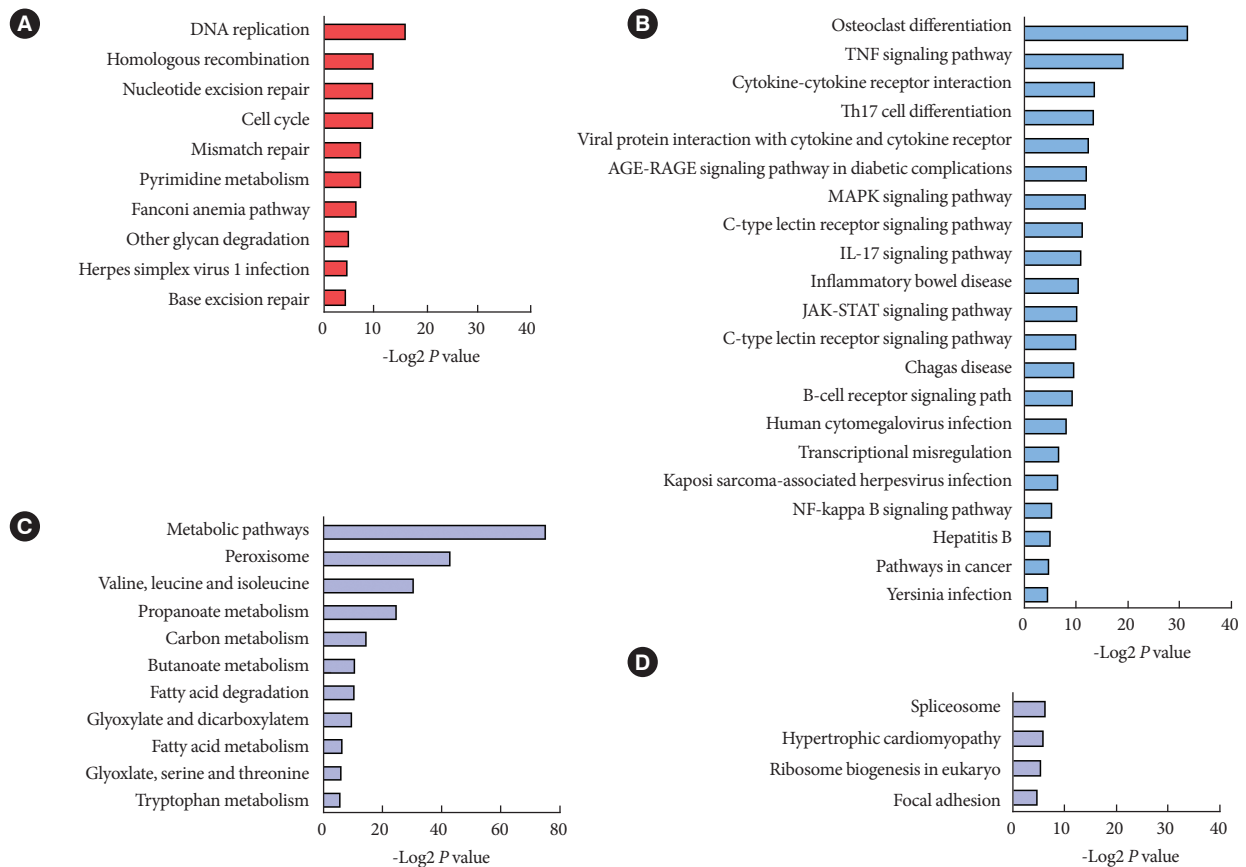 A
DNA replication
Homologous recombination
Nucleotide excision repair
Cell cycle
Mismatch repair
Pyrimidine metabolism
Fanconi anemia pathway
Other glycan degradation
Herpes simplex virus 1 infection
Base excision repair
0 10 20 30 40
-Log2 P value
B
Osteoclast differentiation
TNF signaling pathway
Cytokine-cytokine receptor interaction
Th17 cell differentiation
Viral protein interaction with cytokine and cytokine receptor
AGE-RAGE signaling pathway in diabetic complications
MAPK signaling pathway
C-type lectin receptor signaling pathway
IL-17 signaling pathway
Inflammatory bowel disease
JAK-STAT signaling pathway
C-type lectin receptor signaling pathway
Chagas disease
B-cell receptor signaling path
Human cytomegalovirus infection
Transcriptional misregulation
Kaposi sarcoma-associated herpesvirus infection
NF-kappa B signaling pathway
Hepatitis B
Pathways in cancer
Yersinia infection
0 10 20 30 40
-Log2 P value
C
Metabolic pathways
Peroxisome
Valine, leucine and isoleucine
Propanoate metabolism
Carbon metabolism
Butanoate metabolism
Fatty acid degradation
Glyoxylate and dicarboxylatem
Fatty acid metabolism
Glyoxlate, serine and threonine
Tryptophan metabolism
0 20 40 60 80
-Log2 P value
D
Spliceosome
Hypertrophic cardiomyopathy
Ribosome biogenesis in eukaryo
Focal adhesion
0 10 20 30 40
-Log2 P value